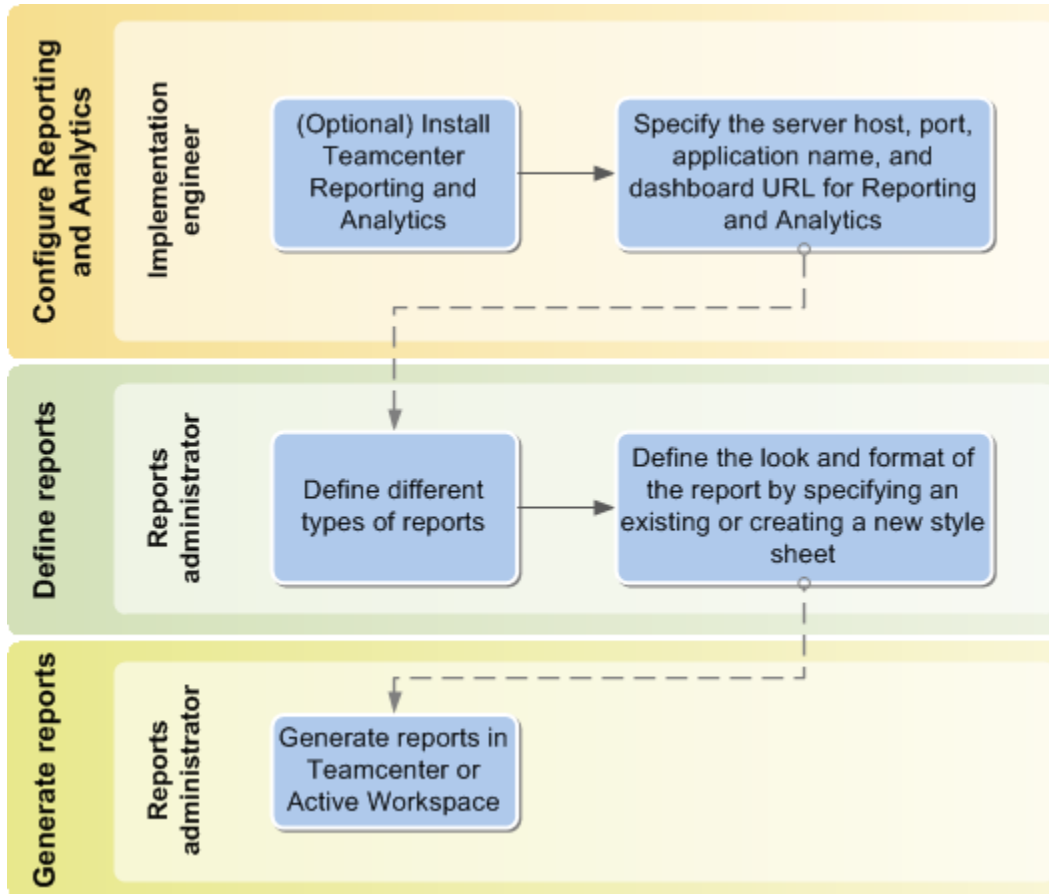 Configure Reporting
and Analytics
Implementation
engineer
(Optional) Install
Teamcenter
Reporting and
Analytics
Specify the server host, port,
application name, and
dashboard URL for Reporting
and Analytics
Define reports
Reports
administrator
Define different
types of reports
Define the look and format of
the report by specifying an
existing or creating a new style
sheet
Generate reports
Reports
administrator
Generate reports in
Teamcenter or
Active Workspace